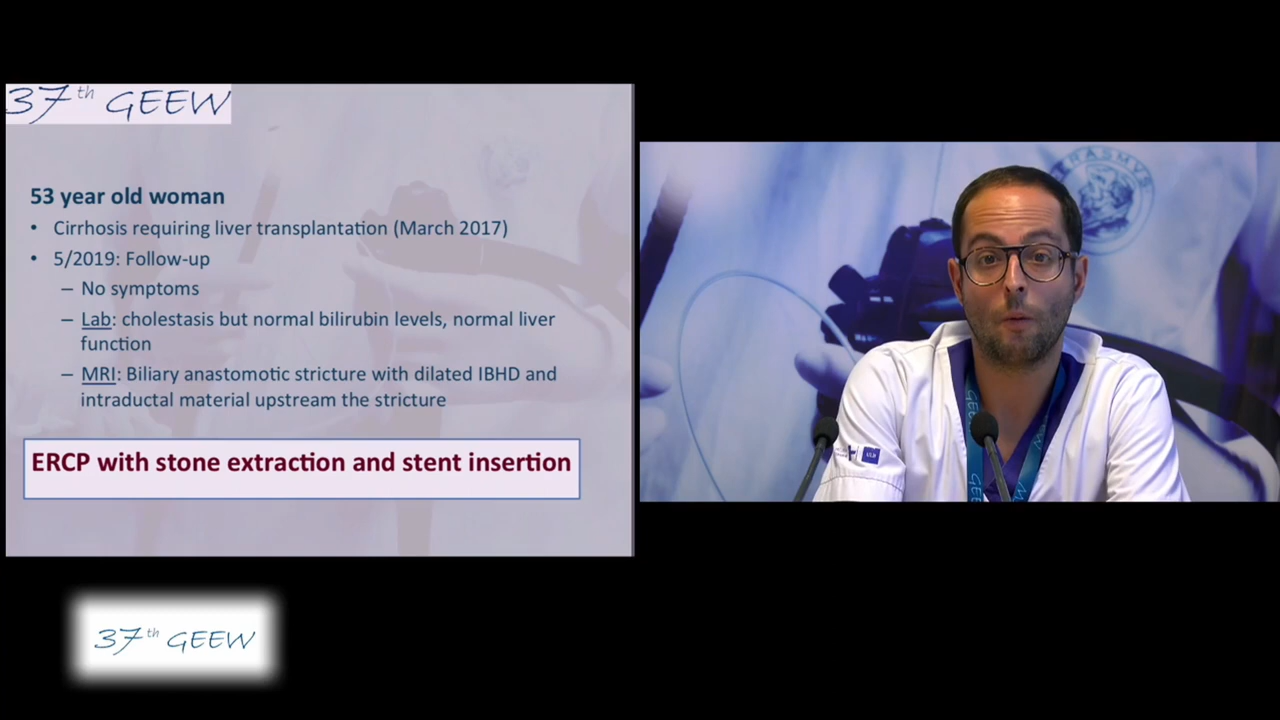 37th GEEW
53 year old woman
• Cirrhosis requiring liver transplantation (March 2017)
• 5/2019: Follow-up
– No symptoms
– Lab: cholestasis but normal bilirubin levels, normal liver
function
– MRI: Biliary anastomotic stricture with dilated IBHD and
intraductal material upstream the stricture
ERCP with stone extraction and stent insertion
ERASMUS
37th GEEW